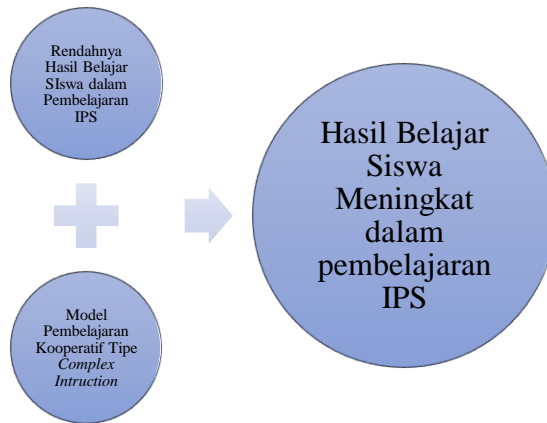 Rendahnya
Hasil Belajar
SIswa dalam
Pembelajaran
IPS
Model
Pembelajaran
Kooperatif Tipe
Complex
Intruction
Hasil Belajar
Siswa
Meningkat
dalam
pembelajaran
IPS